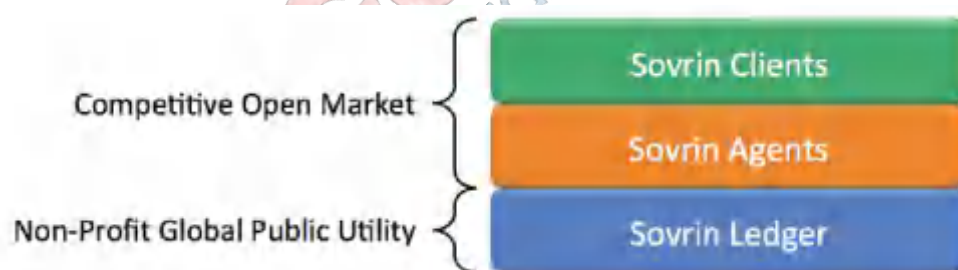 Sovrin Clients
Competitive Open Market
Sovrin Agents
Non-Profit Global Public Utility
Sovrin Ledger